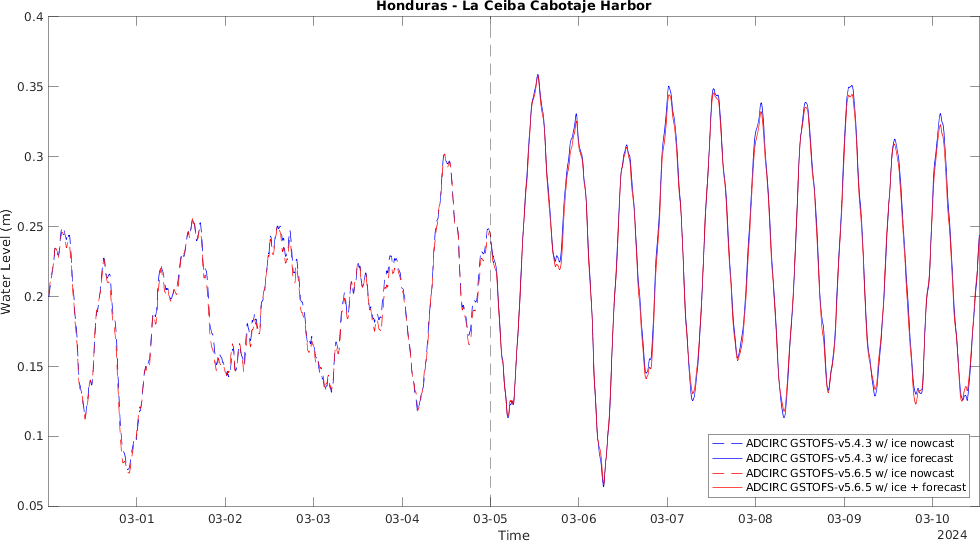 Honduras - La Ceiba Cabotaje Harbor
0.4
0.35
0.3
0.25
0.2
0.15
0.1
0.05
Water Level (m)
ADCIRC GSTOFS-v5.4.3 w/ ice nowcast
ADCIRC GSTOFS-v5.4.3 w/ ice forecast
ADCIRC GSTOFS-v5.6.5 w/ ice nowcast
ADCIRC GSTOFS-v5.6.5 w/ ice + forecast
03-01 03-02 03-03 03-04 03-05 03-06 03-07 03-08 03-09 03-10
Time
2024